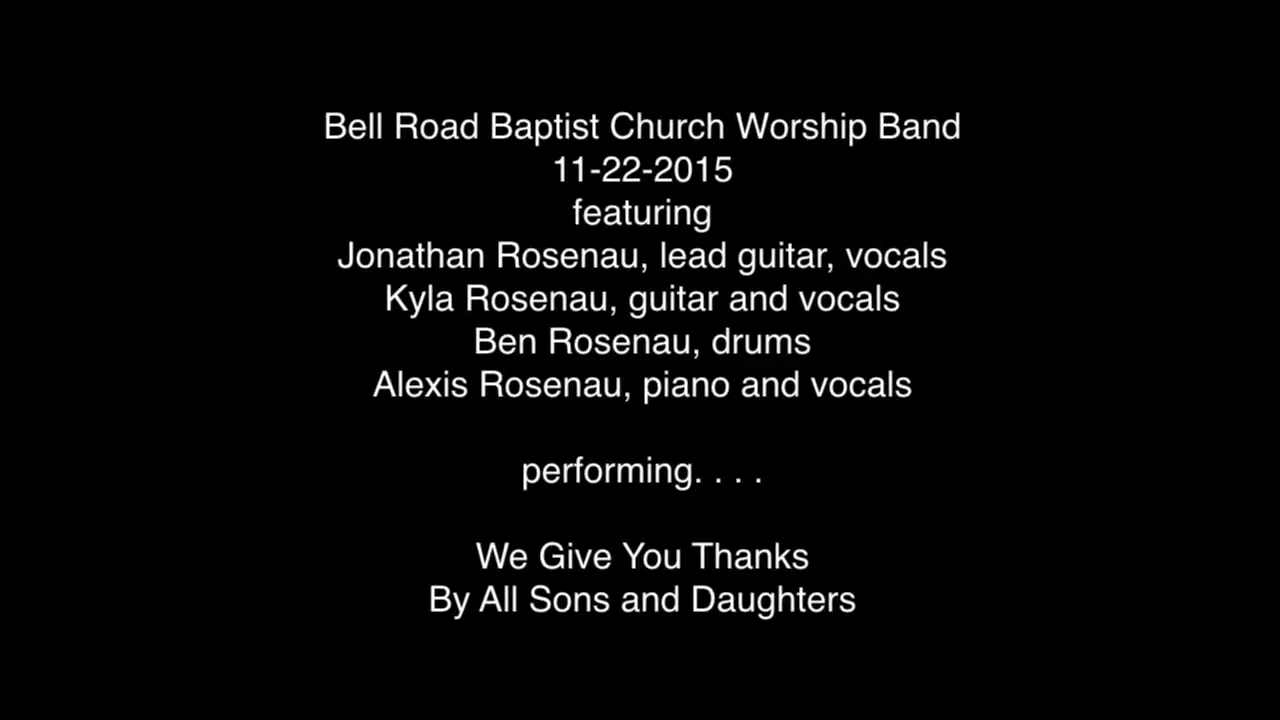 Bell Road Baptist Church Worship Band
11-22-2015
featuring
Jonathan Rosenau, lead guitar, vocals
Kyla Rosenau, guitar and vocals
Ben Rosenau, drums
Alexis Rosenau, piano and vocals
performing. . . .
We Give You Thanks
By All Sons and Daughters